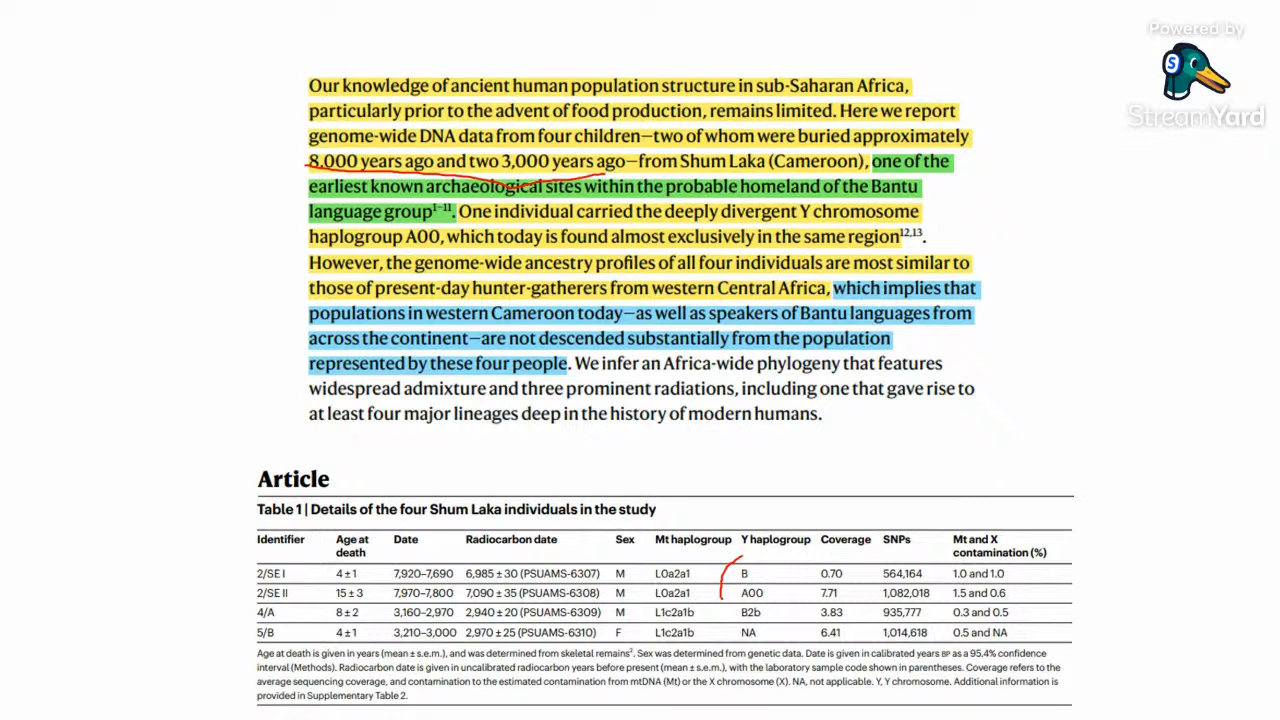 Powered by
StreamYard
Our knowledge of ancient human population structure in sub-Saharan Africa,
particularly prior to the advent of food production, remains limited. Here we report
genome-wide DNA data from four children—two of whom were buried approximately
8,000 years ago and two 3,000 years ago—from Shum Laka (Cameroon), one of the
earliest known archaeological sites within the probable homeland of the Bantu
language group1–11. One individual carried the deeply divergent Y chromosome
haplogroup A00, which today is found almost exclusively in the same region12,13.
However, the genome-wide ancestry profiles of all four individuals are most similar to
those of present-day hunter-gatherers from western Central Africa, which implies that
populations in western Cameroon today—as well as speakers of Bantu languages from
across the continent—are not descended substantially from the population
represented by these four people. We infer an Africa-wide phylogeny that features
widespread admixture and three prominent radiations, including one that gave rise to
at least four major lineages deep in the history of modern humans.
Article
Table 1 | Details of the four Shum Laka individuals in the study
Identifier Age at death Date Radiocarbon date Sex Mt haplogroup Y haplogroup Coverage SNPs Mt and X contamination (%)
2/SE I 4 ± 1 7,920–7,690 6,985 ± 30 (PSUAMS-6307) M L0a2a1 B 0.70 564,164 1.0 and 1.0
2/SE II 15 ± 3 7,970–7,800 7,090 ± 35 (PSUAMS-6308) M L0a2a1 A00 7.71 1,082,018 1.5 and 0.6
4/A 8 ± 2 3,160–2,970 2,940 ± 20 (PSUAMS-6309) M L1c2a1b B2b 3.83 935,777 0.3 and 0.5
5/B 4 ± 1 3,210–3,000 2,970 ± 25 (PSUAMS-6310) F L1c2a1b NA 6.41 1,014,618 0.5 and NA
Age at death is given in years (mean ± s.e.m.), and was determined from skeletal remains2. Sex was determined from genetic data. Date is given in calibrated years BP as a 95.4% confidence
interval (Methods). Radiocarbon date is given in uncalibrated radiocarbon years before present (mean ± s.e.m.), with the laboratory sample code shown in parentheses. Coverage refers to the
average sequencing coverage, and contamination to the estimated contamination from mtDNA (Mt) or the X chromosome (X). NA, not applicable. Y, Y chromosome. Additional information is
provided in Supplementary Table 2.